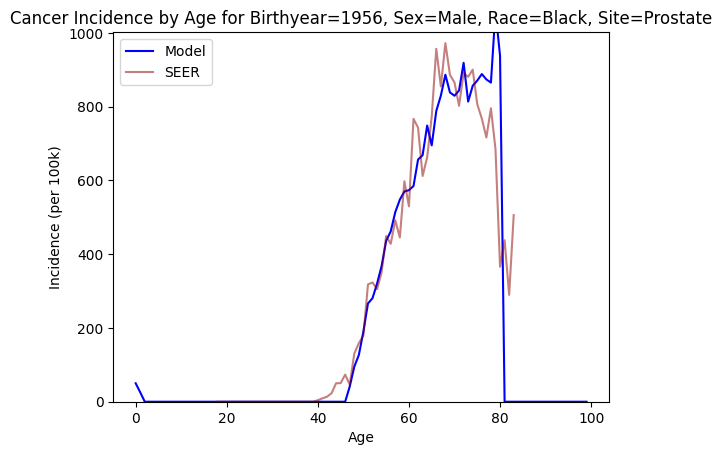 Cancer Incidence by Age for Birthyear=1956, Sex=Male, Race=Black, Site=Prostate
1000
800
600
400
200
0
Incidence (per 100k)
Model
SEER
0 20 40 60 80 100
Age